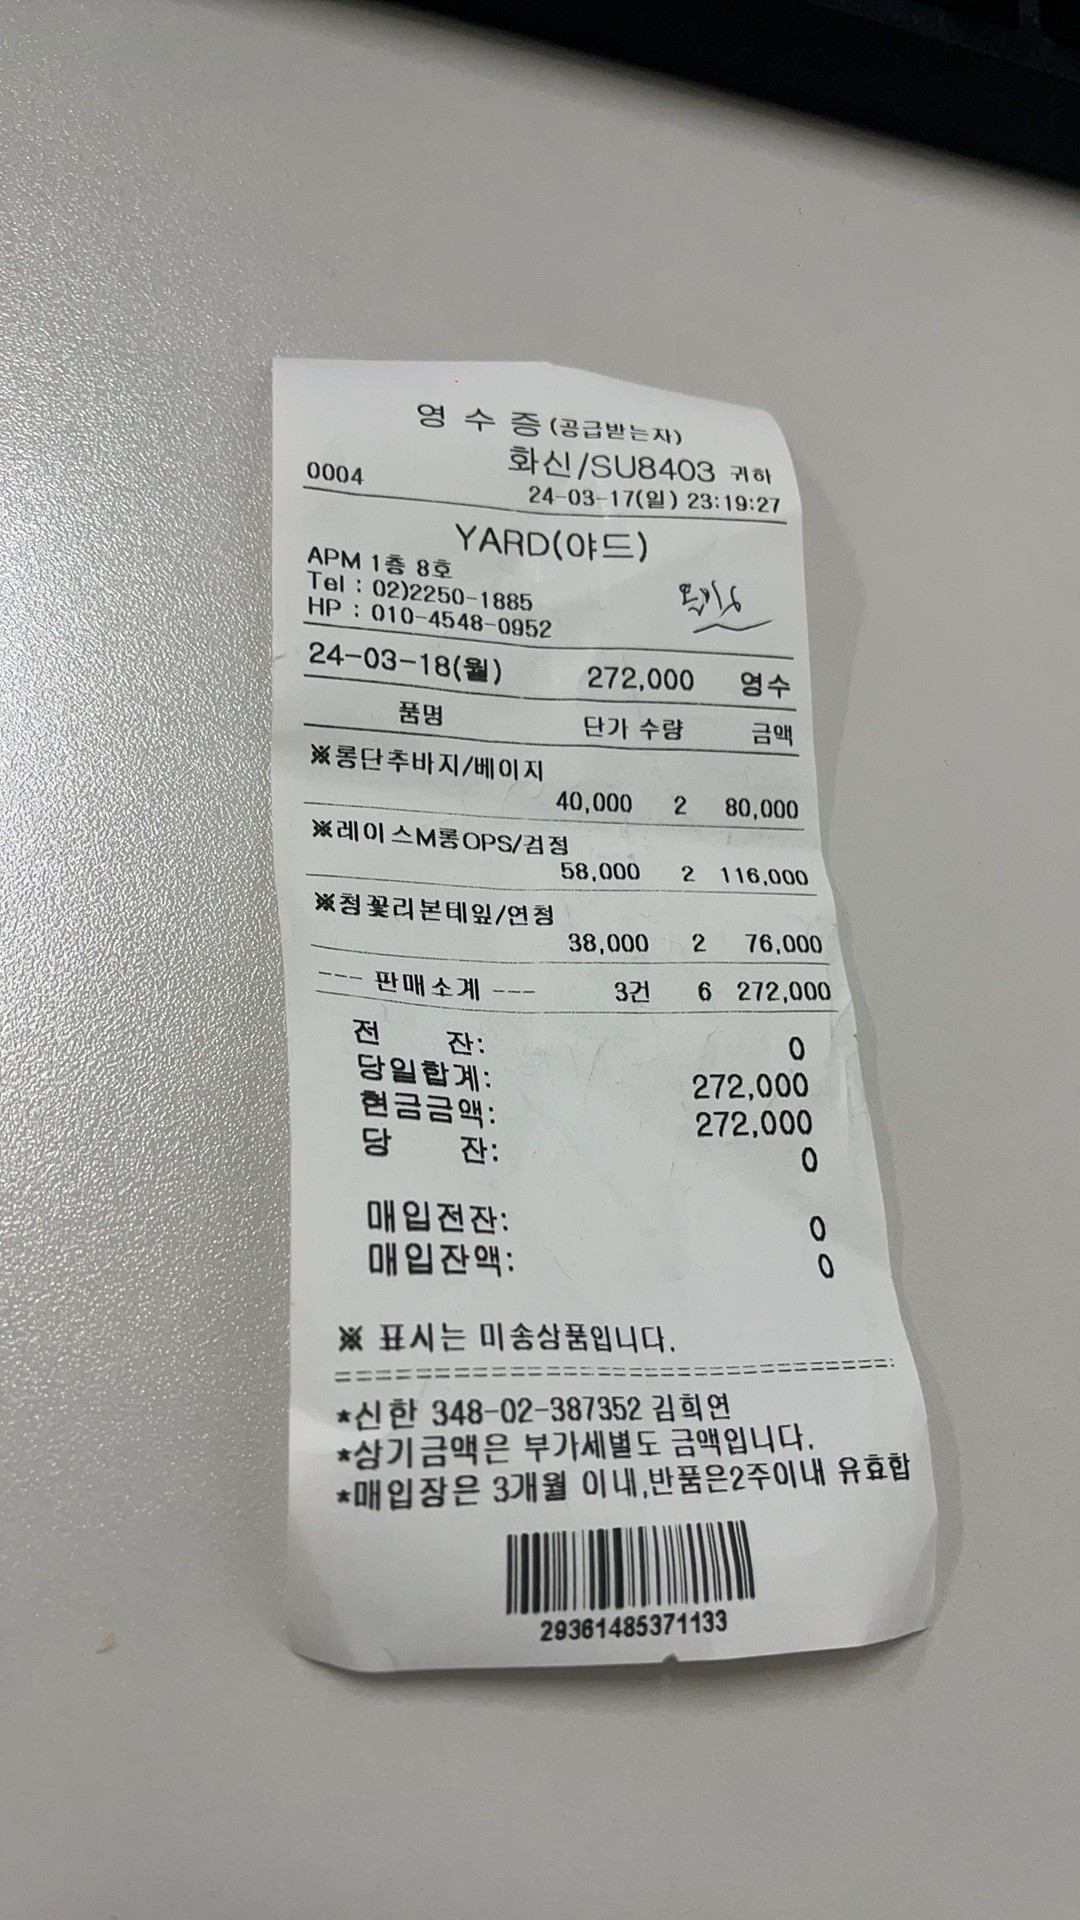 영 수 증 (공급받는자)
화신/SU8403 귀하
0004
24-03-17(일) 23:19:27
YARD(야드)
APM 1층 8호
Tel : 02)2250-1885
HP : 010-4548-0952
24-03-18(월) 272,000 영수
품명 단가 수량 금액
※롱단추바지/베이지
40,000 2 80,000
※레이스M롱OPS/검정
58,000 2 116,000
※청꽃리본테잎/연청
38,000 2 76,000
--- 판매소계 --- 3건 6 272,000
전 잔: 0
당일합계: 272,000
현금금액: 272,000
당 잔: 0
매입전잔: 0
매입잔액: 0
※ 표시는 미송상품입니다.
==================================
*신한 348-02-387352 김희연
*상기금액은 부가세별도 금액입니다.
*매입장은 3개월 이내,반품은2주이내 유효함
29361485371133